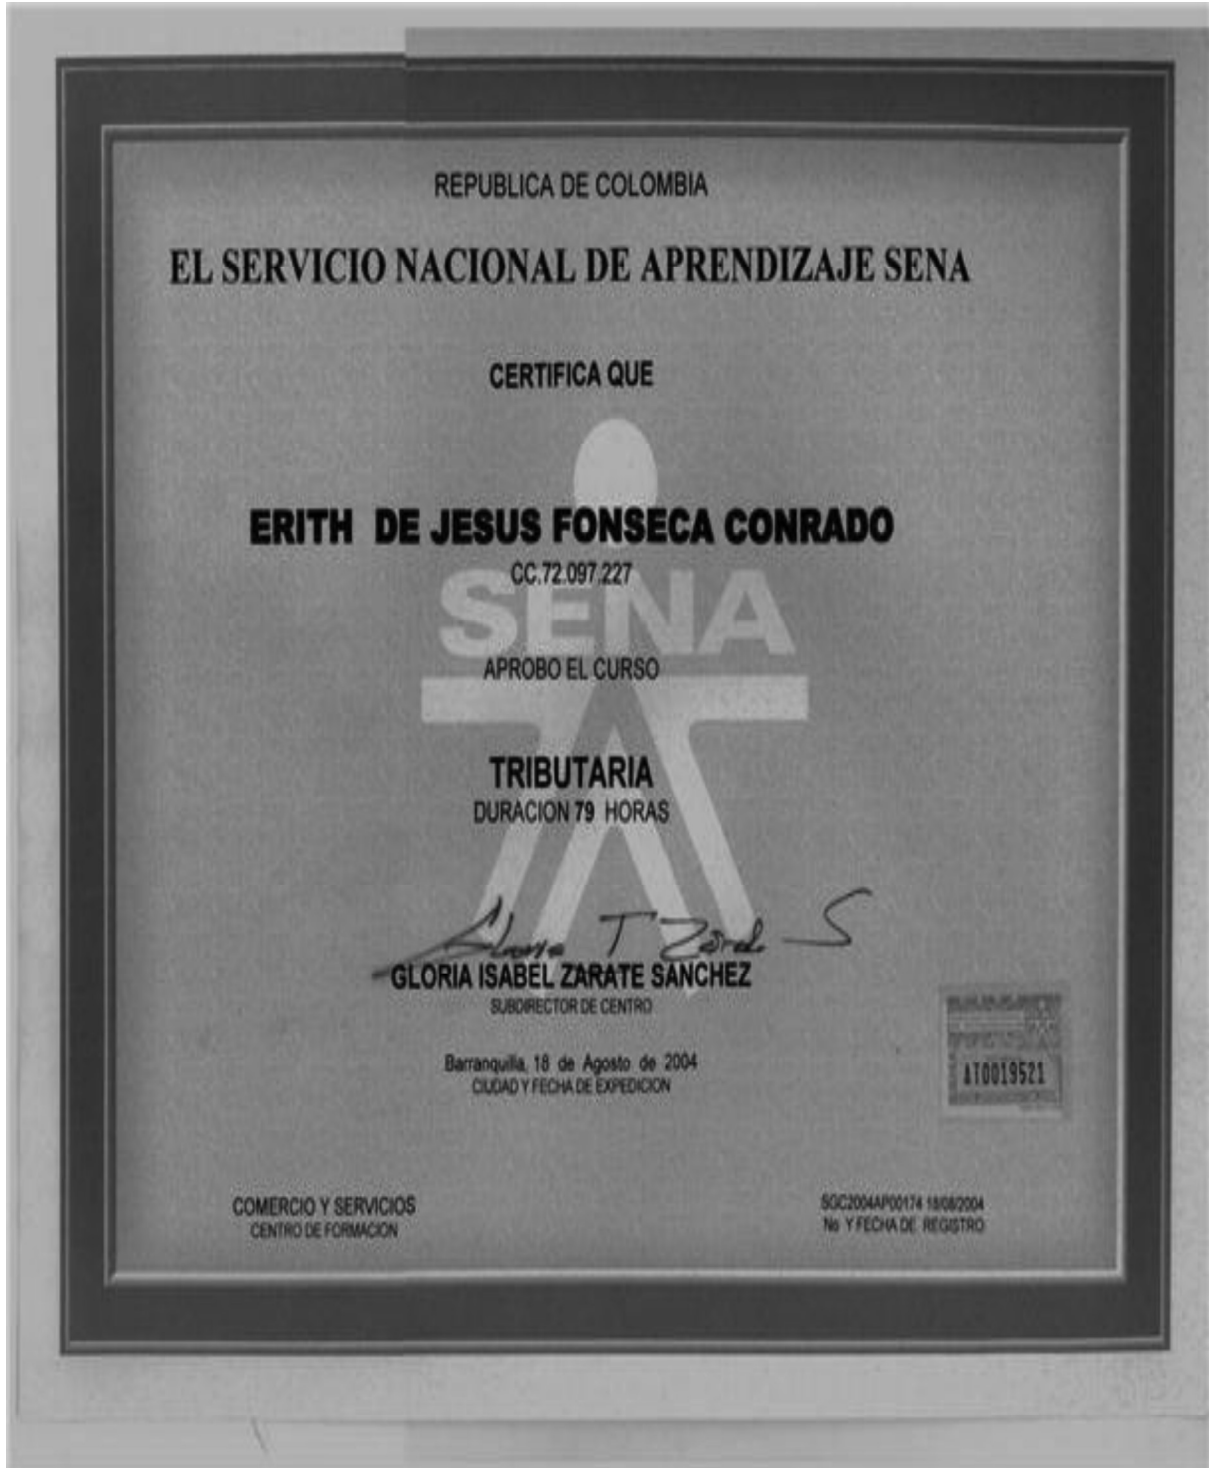 REPUBLICA DE COLOMBIA
EL SERVICIO NACIONAL DE APRENDIZAJE SENA
CERTIFICA QUE
ERITH DE JESUS FONSECA CONRADO
CC.72.097.227
SENA
APROBO EL CURSO
TRIBUTARIA
DURACION 79 HORAS
GLORIA ISABEL ZARATE SANCHEZ
SUBDIRECTOR DE CENTRO
Barranquilla, 18 de Agosto de 2004
CIUDAD Y FECHA DE EXPEDICION
AT0019521
COMERCIO Y SERVICIOS
CENTRO DE FORMACION
SGC2004AP00174 18/08/2004
No Y FECHA DE REGISTRO